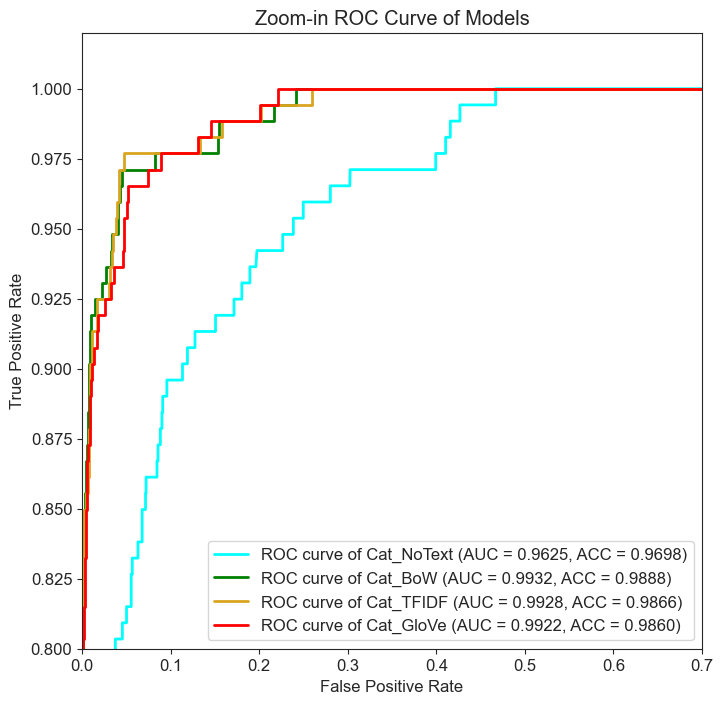 Zoom-in ROC Curve of Models
1.000
0.975
0.950
0.925
0.900
0.875
0.850
0.825
0.800
True Positive Rate
ROC curve of Cat_NoText (AUC = 0.9625, ACC = 0.9698)
ROC curve of Cat_BoW (AUC = 0.9932, ACC = 0.9888)
ROC curve of Cat_TFIDF (AUC = 0.9928, ACC = 0.9866)
ROC curve of Cat_GloVe (AUC = 0.9922, ACC = 0.9860)
0.0 0.1 0.2 0.3 0.4 0.5 0.6 0.7
False Positive Rate